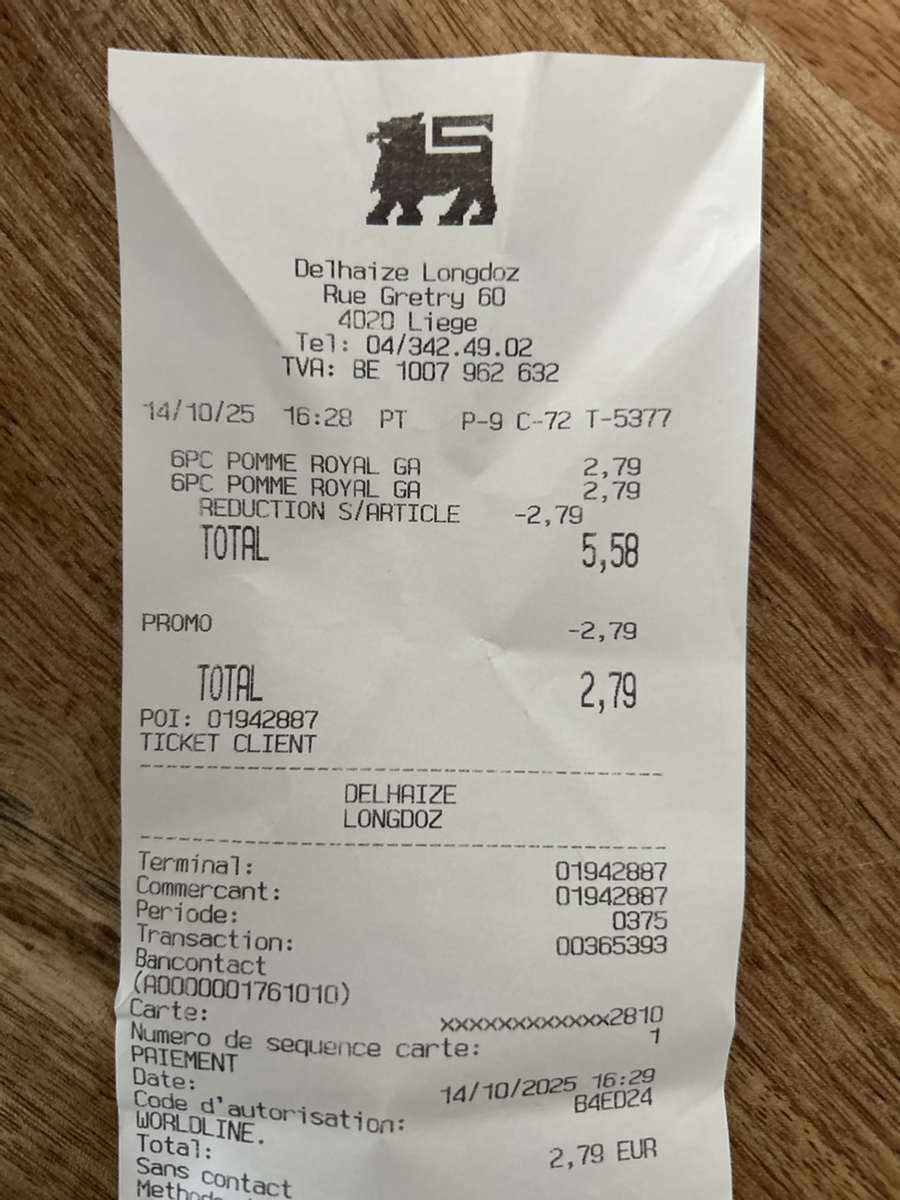 Delhaize Longdoz
Rue Gretry 60
4020 Liege
Tel: 04/342.49.02
TVA: BE 1007 962 632
14/10/25 16:28 PT P-9 C-72 T-5377
6PC POMME ROYAL GA 2,79
6PC POMME ROYAL GA 2,79
REDUCTION S/ARTICLE -2,79
TOTAL 5,58
PROMO -2,79
TOTAL 2,79
POI: 01942887
TICKET CLIENT
DELHAIZE
LONGDOZ
Terminal: 01942887
Commercant: 01942887
Periode: 0375
Transaction: 00365393
Bancontact
(A0000001761010)
Carte: xxxxxxxxxxxx2810
Numero de sequence carte: 1
PAIEMENT
Date: 14/10/2025 16:29
Code d'autorisation: B4ED24
WORLDLINE.
Total: 2,79 EUR
Sans contact